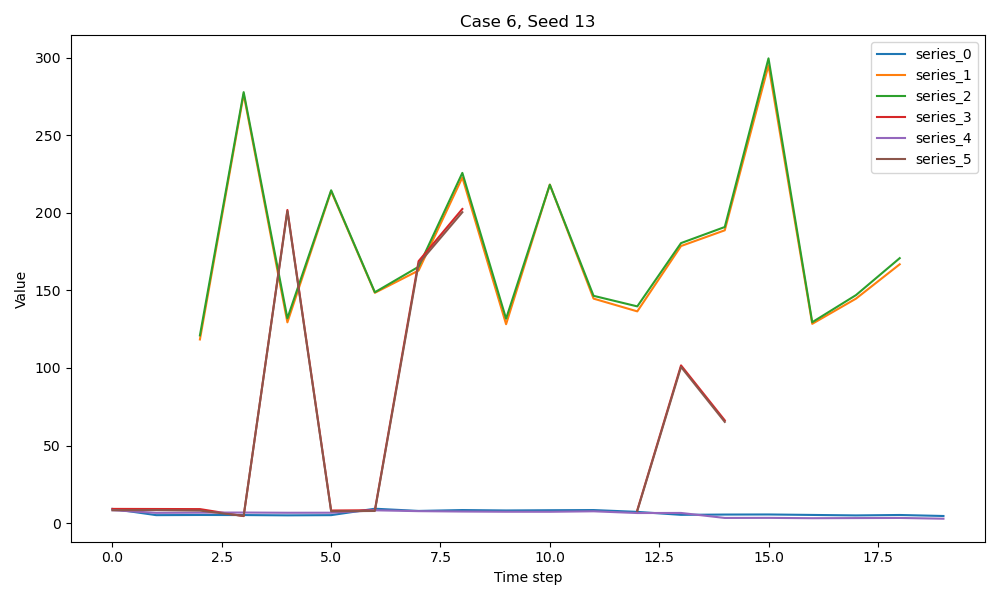 Case 6, Seed 13
series_0
series_1
series_2
series_3
series_4
series_5
300
250
200
150
100
50
0
Value
0.0 2.5 5.0 7.5 10.0 12.5 15.0 17.5
Time step